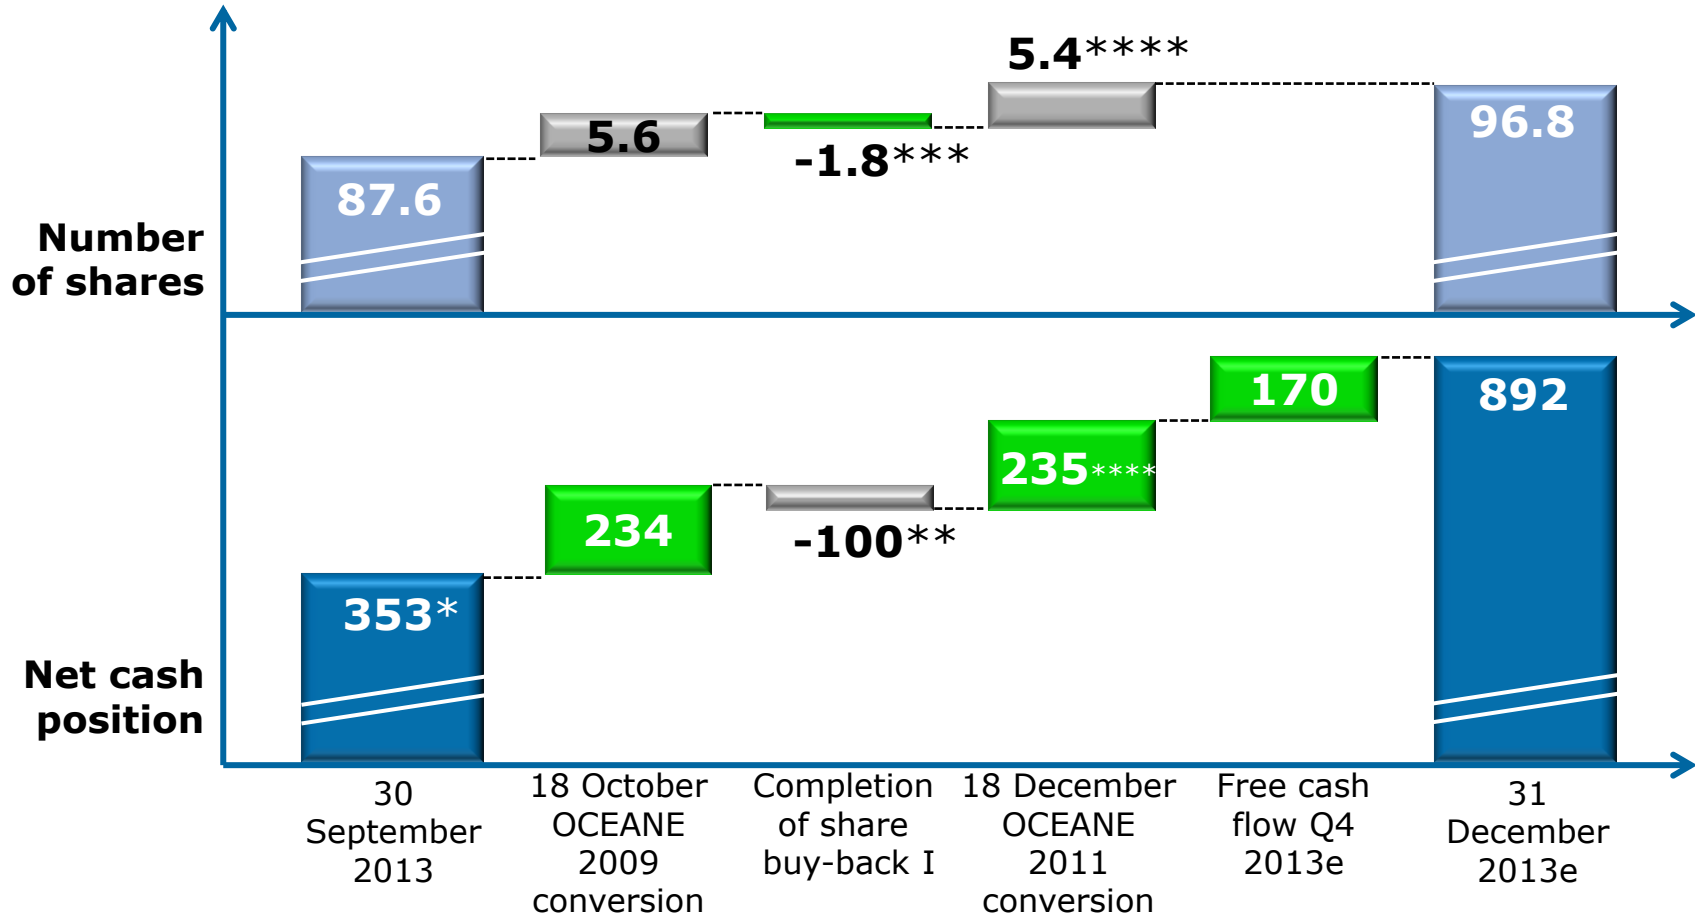 5.4****
5.6
96.8
-1.8***
87.6
Number
of shares
170
892
235****
234
-100**
353*
Net cash
position
30
September
2013
18 October
OCEANE
2009
conversion
Completion
of share
buy-back I
18 December
OCEANE
2011
conversion
Free cash
flow Q4
2013e
31
December
2013e